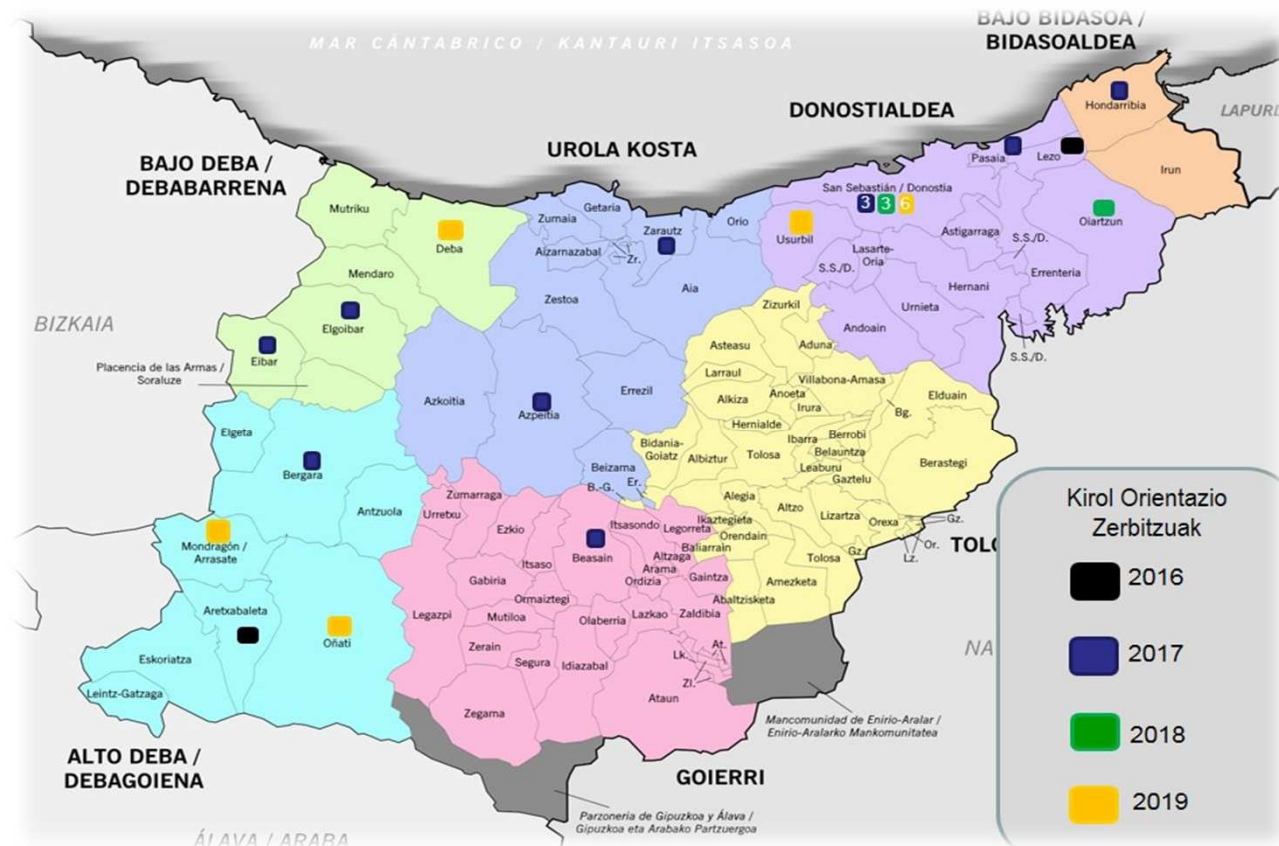 BAJO BIDASOA /
BIDASOALDEA
MAR CÁNTABRICO / KANTAURI ITSASOA
DONOSTIALDEA
LAPURD
Hondarribia
Irun
UROLA KOSTA
BAJO DEBA /
DEBABARRENA
Pasaia
Lezo
San Sebastián / Donostia
3 3 6
Oiartzun
Usurbil
Astigarraga
S.S./D.
Lasarte-
Oria
S.S./D.
Errenteria
Hernani
Urnieta
Andoain
S.S./D.
Mutriku
Deba
Mendaro
Elgoibar
Eibar
Placencia de las Armas /
Soraluze
BIZKAIA
Getaria
Zumaia
Zarautz
Orio
Aizarnazabal
Zr.
Aia
Zestoa
Errezil
Azkoitia
Azpeitia
Beizama
B.-G.
Er.
Zizurkil
Asteasu
Aduna
Larraul
Villabona-Amasa
Alkiza
Anoeta
Irura
Elduain
Bg.
Hernialde
Bidania-
Goiatz
Albiztur
Tolosa
Ibarra
Berrobi
Belauntza
Leaburu
Gaztelu
Berastegi
Alegia
Altzo
Lizartza
Orexa
Gz.
Ikaztegieta
Orendain
Baliarrain
Tolosa
Gz.
Or.
Lz.
TOLO
Amezketa
Abaltzisketa
Elgeta
Bergara
Antzuola
Mondragón /
Arrasate
Aretxabaleta
Oñati
Eskoriatza
Leintz-Gatzaga
ALTO DEBA /
DEBAGOIENA
Zumarraga
Urretxu
Ezkio
Itsasondo
Legorreta
Beasain
Itsaso
Altzaga
Arama
Ordizia
Gaintza
Gabiria
Ormaiztegi
Legazpi
Mutiloa
Olaberria
Lazkao
Zaldibia
Zerain
Segura
Idiazabal
Lk.
At.
Zl.
Ataun
Zegama
GOIERRI
NA
Mancomunidad de Enirio-Aralar /
Enirio-Aralarko Mankomunitatea
Parzonería de Gipuzkoa y Álava /
Gipuzkoa eta Arabako Partzuergoa
ÁLAVA / ARABA
Kirol Orientazio
Zerbitzuak
2016
2017
2018
2019